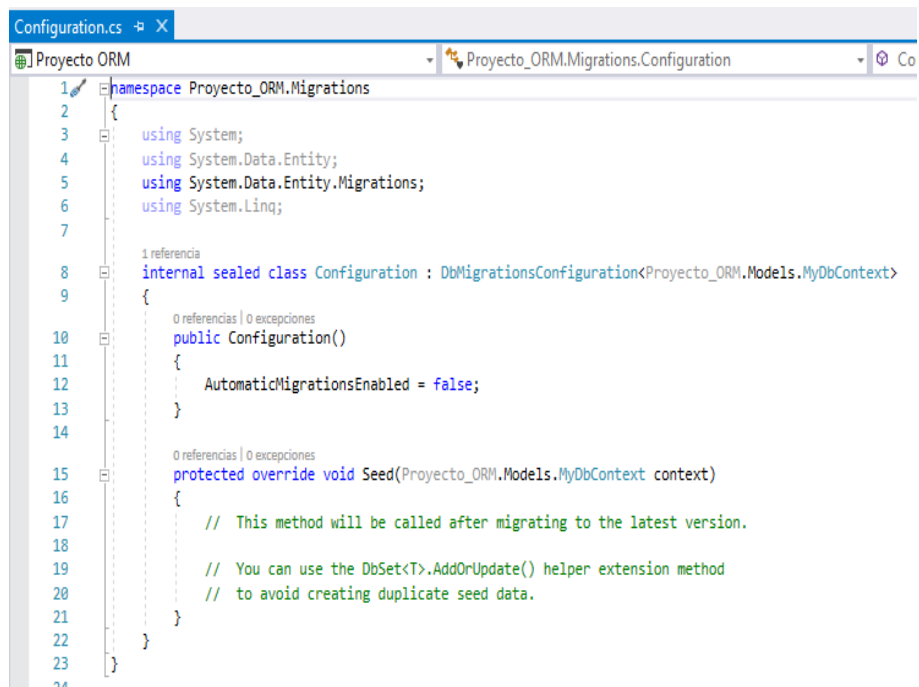 Configuration.cs
Proyecto ORM Proyecto_ORM.Migrations.Configuration Co
1 namespace Proyecto_ORM.Migrations
2 {
3 using System;
4 using System.Data.Entity;
5 using System.Data.Entity.Migrations;
6 using System.Linq;
7
1 referencia
8 internal sealed class Configuration : DbMigrationsConfiguration<Proyecto_ORM.Models.MyDbContext>
9 {
0 referencias | 0 excepciones
10 public Configuration()
11 {
12 AutomaticMigrationsEnabled = false;
13 }
14
0 referencias | 0 excepciones
15 protected override void Seed(Proyecto_ORM.Models.MyDbContext context)
16 {
17 // This method will be called after migrating to the latest version.
18
19 // You can use the DbSet<T>.AddOrUpdate() helper extension method
20 // to avoid creating duplicate seed data.
21 }
22 }
23 }
24